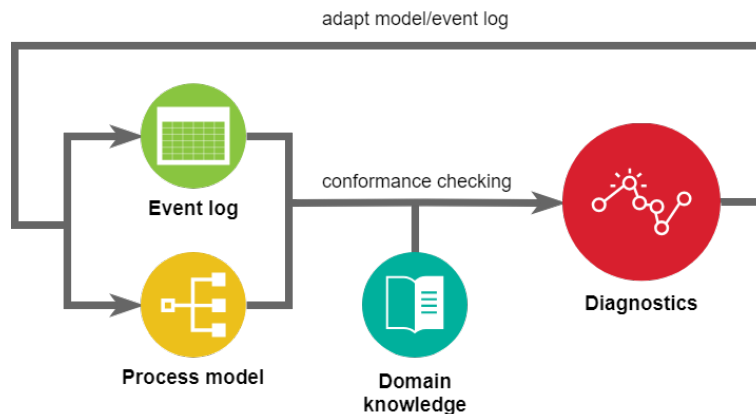 adapt model/event log
Event log
conformance checking
Diagnostics
Process model
Domain
knowledge